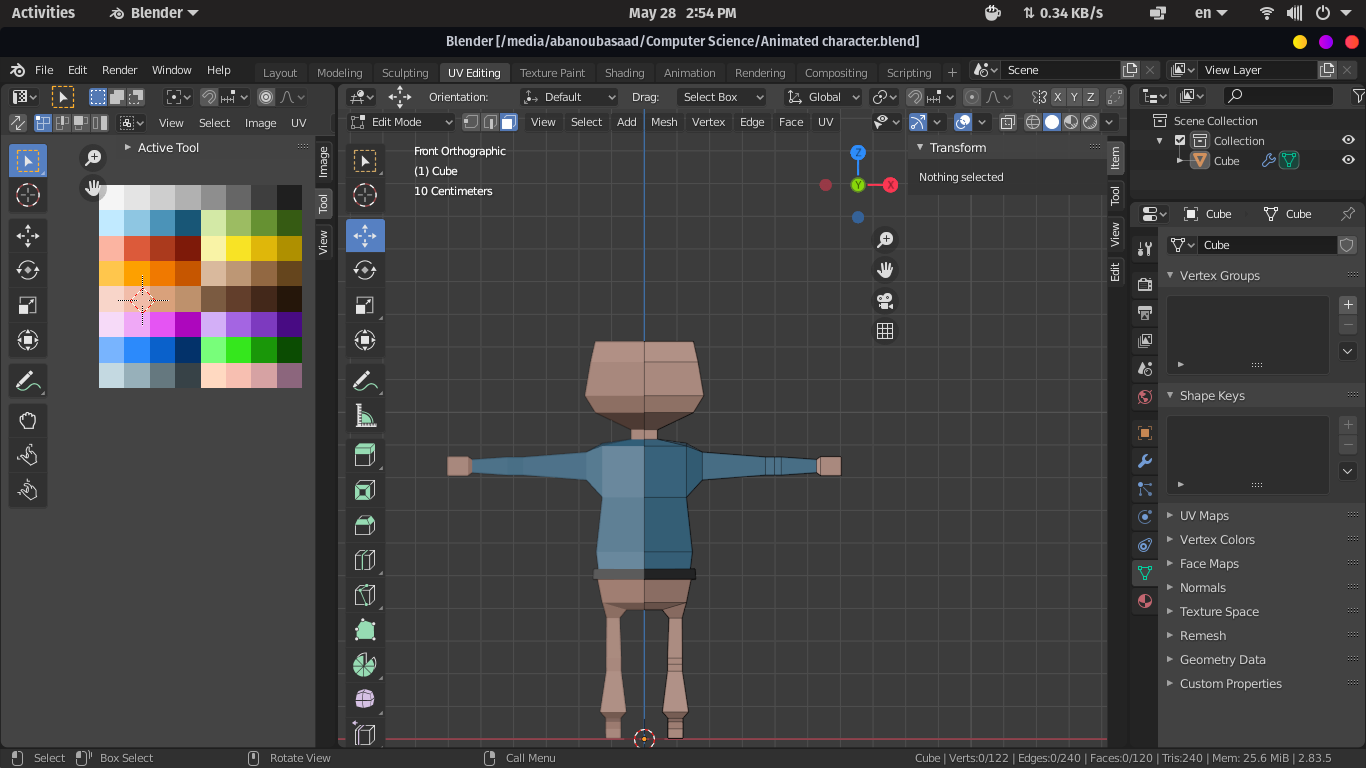 Activities Blender May 28 2:54 PM 0.34 KB/s en
Blender [/media/abanoubasaad/Computer Science/Animated character.blend]
File Edit Render Window Help Layout Modeling Sculpting UV Editing Texture Paint Shading Animation Rendering Compositing Scripting + Scene View Layer
Orientation: Default Drag: Select Box Global X Y Z
View Select Image UV Edit Mode View Select Add Mesh Vertex Edge Face UV
Active Tool
Image
Tool
View
Front Orthographic
(1) Cube
10 Centimeters
Z
Y
X
Transform
Nothing selected
Item
Tool
View
Edit
Scene Collection
Collection
Cube
Cube Cube
Cube
Vertex Groups
Shape Keys
UV Maps
Vertex Colors
Face Maps
Normals
Texture Space
Remesh
Geometry Data
Custom Properties
Select Box Select Rotate View Call Menu Cube | Verts:0/122 | Edges:0/240 | Faces:0/120 | Tris:240 | Mem: 25.6 MiB | 2.83.5